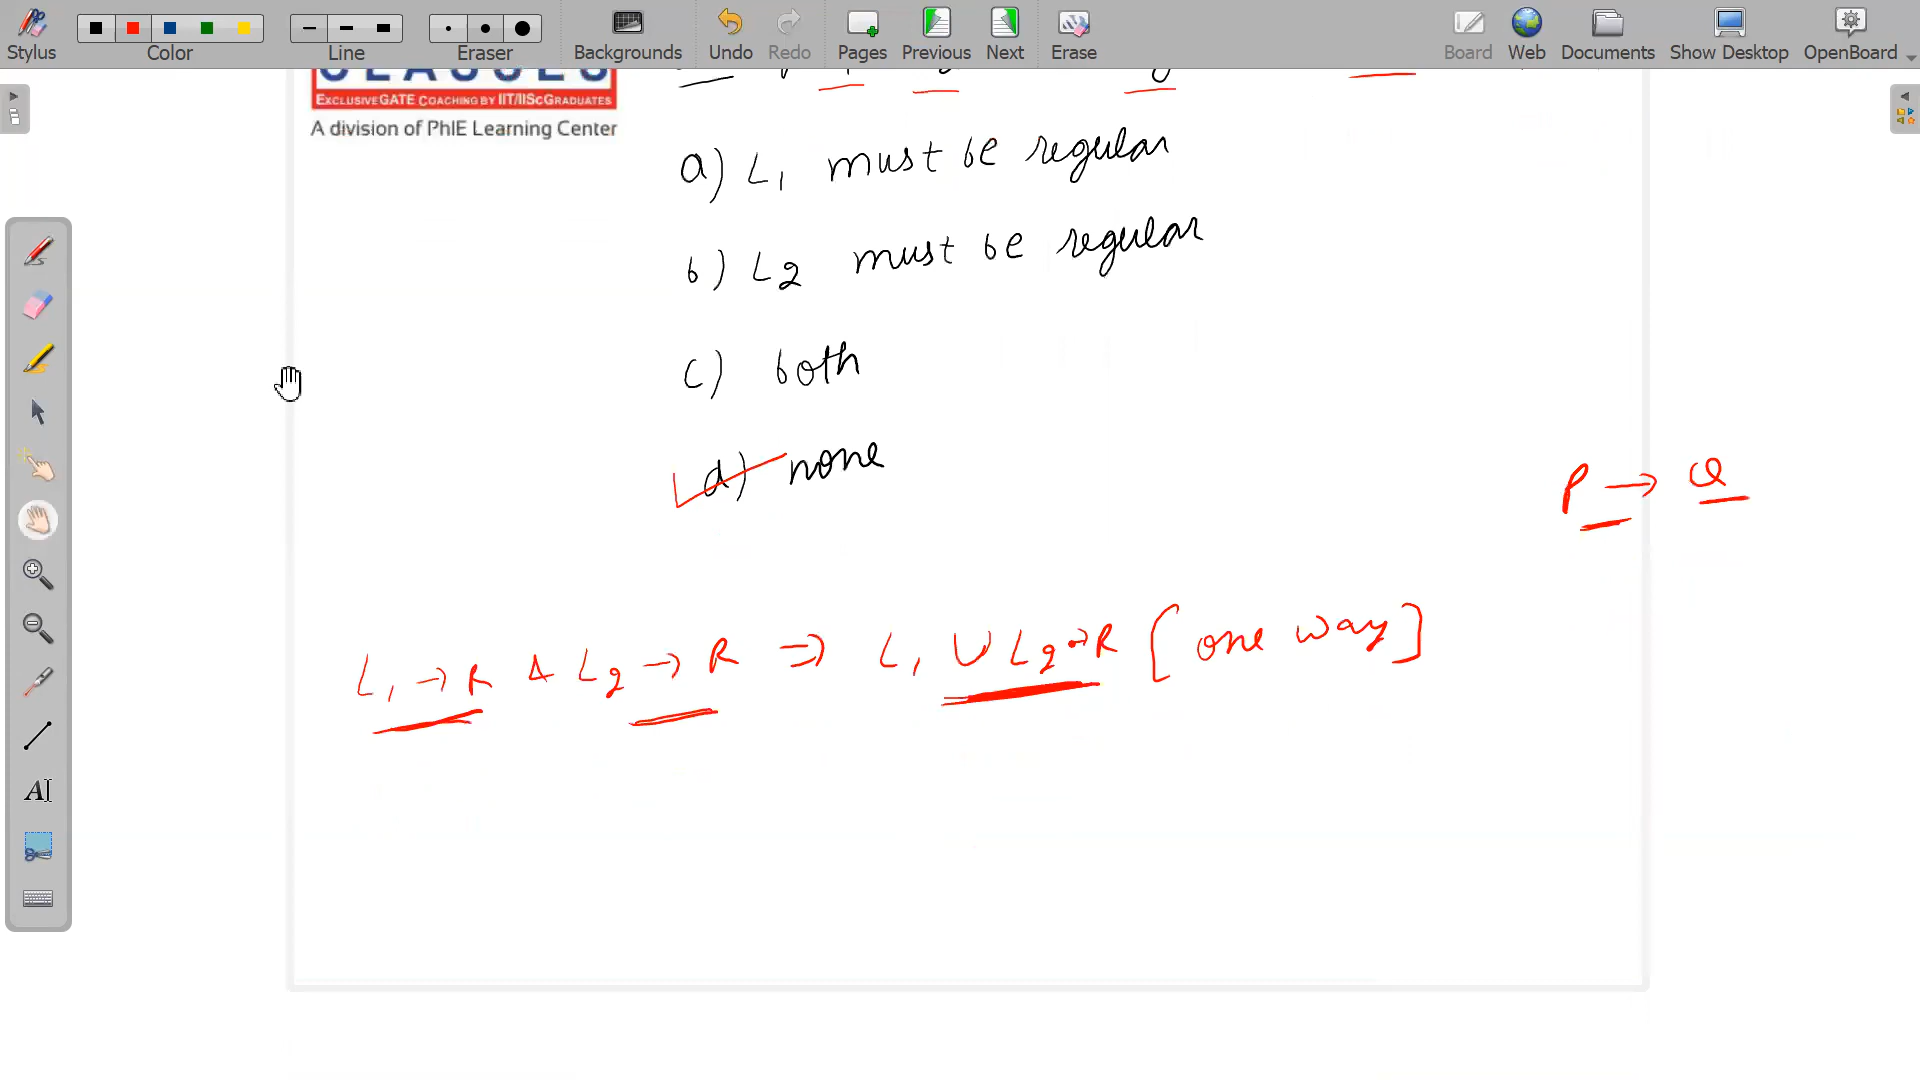 Stylus Color Line Eraser Backgrounds Undo Redo Pages Previous Next Erase Board Web Documents Show Desktop OpenBoard
EXCLUSIVE GATE COACHING BY IIT/IISc GRADUATES
A division of PhIE Learning Center
a) L1 must be regular
b) L2 must be regular
c) both
d) none
P → Q
L1 → R & L2 → R ⇒ L1 ∪ L2 → R [one way]